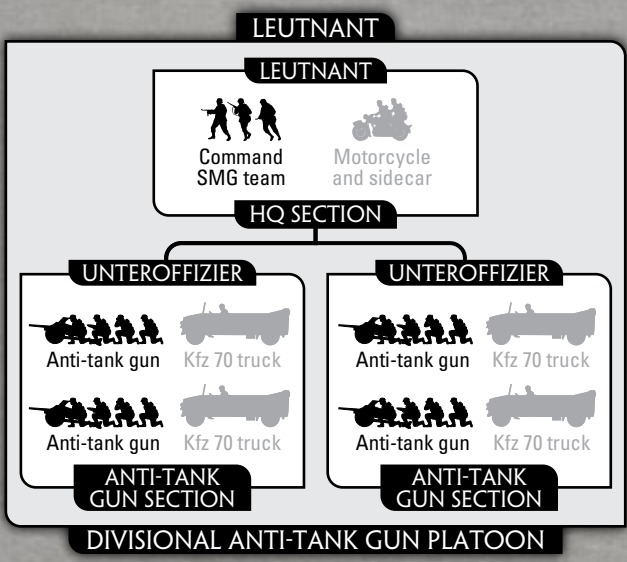 LEUTNANT
LEUTNANT
Command
SMG team
Motorcycle
and sidecar
HQ SECTION
UNTEROFFIZIER
Anti-tank gun
Kfz 70 truck
Anti-tank gun
Kfz 70 truck
ANTI-TANK
GUN SECTION
UNTEROFFIZIER
Anti-tank gun
Kfz 70 truck
Anti-tank gun
Kfz 70 truck
ANTI-TANK
GUN SECTION
DIVISIONAL ANTI-TANK GUN PLATOON